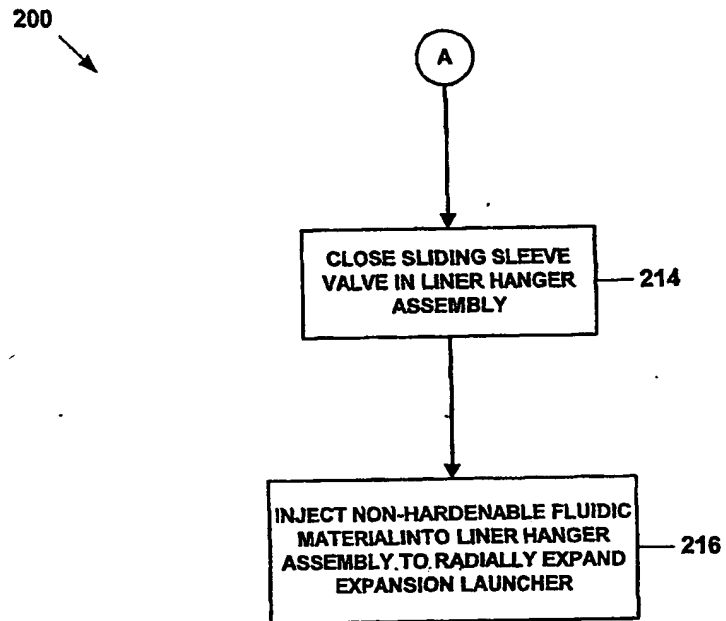 200
A
CLOSE SLIDING SLEEVE
VALVE IN LINER HANGER
ASSEMBLY
214
INJECT NON-HARDENABLE FLUIDIC
MATERIALINTO LINER HANGER
ASSEMBLY.TO RADIALLY EXPAND
EXPANSION LAUNCHER
216